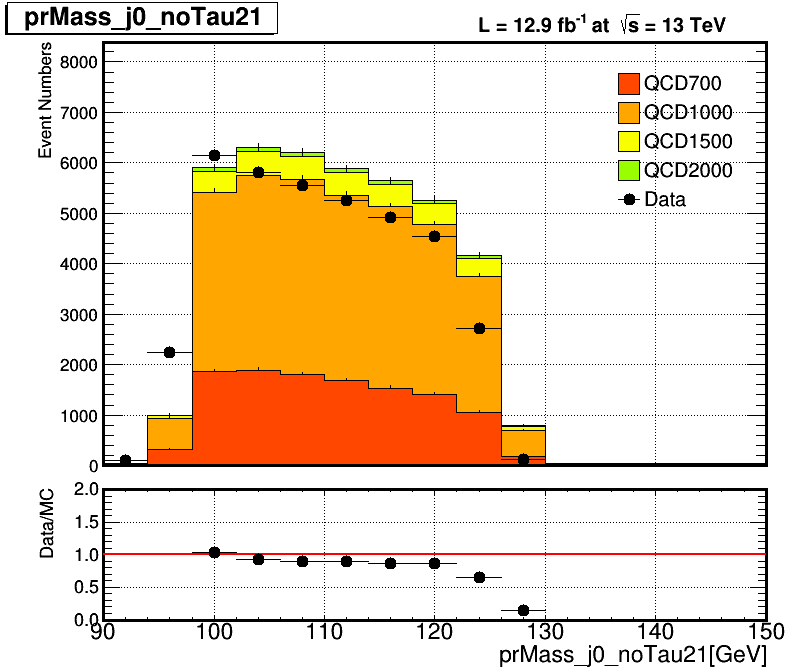 prMass_j0_noTau21
L = 12.9 fb-1 at √s = 13 TeV
Event Numbers
8000
7000
6000
5000
4000
3000
2000
1000
0
QCD700
QCD1000
QCD1500
QCD2000
Data
Data/MC
2.0
1.5
1.0
0.5
0.0
90 100 110 120 130 140 150
prMass_j0_noTau21[GeV]